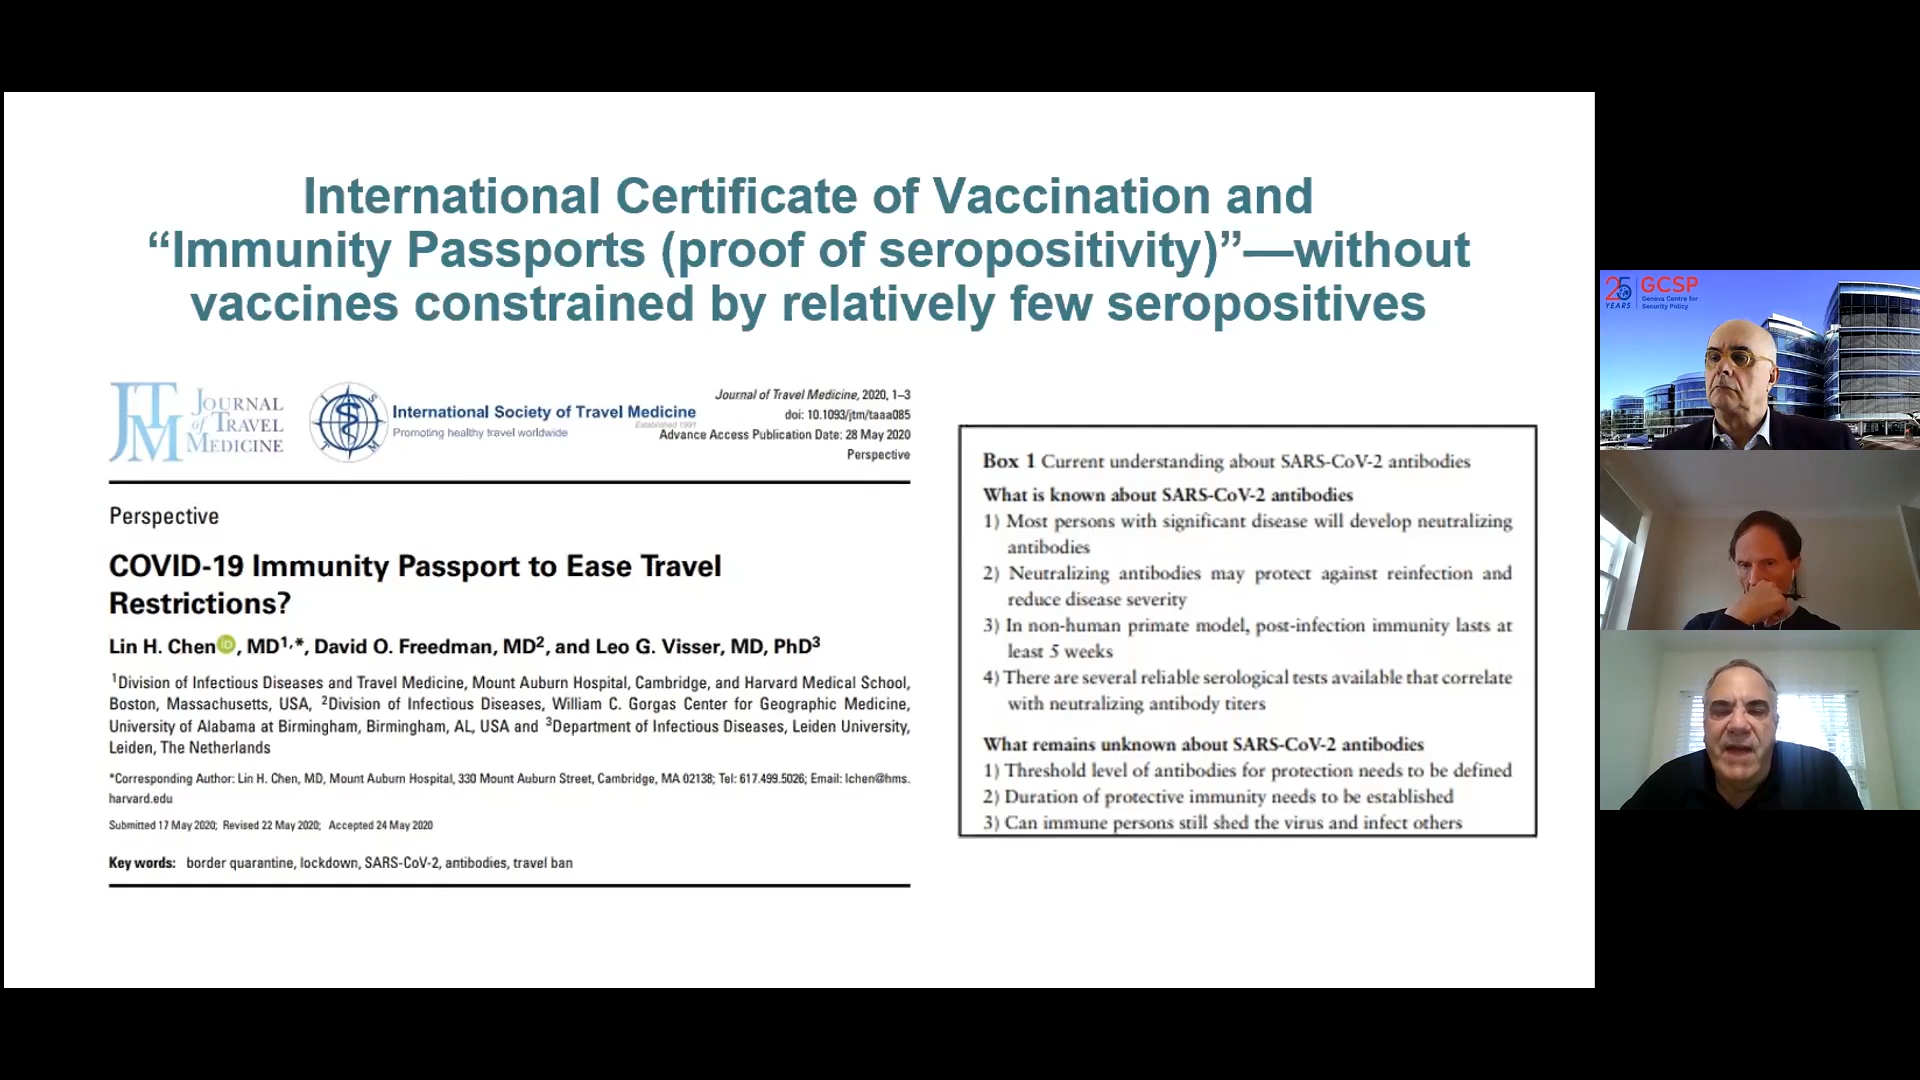 International Certificate of Vaccination and
“Immunity Passports (proof of seropositivity)”—without
vaccines constrained by relatively few seropositives
JTM
JOURNAL
of TRAVEL
MEDICINE
International Society of Travel Medicine
Established 1991
Promoting healthy travel worldwide
Journal of Travel Medicine, 2020, 1–3
doi: 10.1093/jtm/taaa085
Advance Access Publication Date: 28 May 2020
Perspective
Perspective
COVID-19 Immunity Passport to Ease Travel
Restrictions?
Lin H. Chen iD, MD1,*, David O. Freedman, MD2, and Leo G. Visser, MD, PhD3
1Division of Infectious Diseases and Travel Medicine, Mount Auburn Hospital, Cambridge, and Harvard Medical School,
Boston, Massachusetts, USA, 2Division of Infectious Diseases, William C. Gorgas Center for Geographic Medicine,
University of Alabama at Birmingham, Birmingham, AL, USA and 3Department of Infectious Diseases, Leiden University,
Leiden, The Netherlands
*Corresponding Author: Lin H. Chen, MD, Mount Auburn Hospital, 330 Mount Auburn Street, Cambridge, MA 02138; Tel: 617.499.5026; Email: lchen@hms.
harvard.edu
Submitted 17 May 2020; Revised 22 May 2020; Accepted 24 May 2020
Key words: border quarantine, lockdown, SARS-CoV-2, antibodies, travel ban
Box 1 Current understanding about SARS-CoV-2 antibodies
What is known about SARS-CoV-2 antibodies
1) Most persons with significant disease will develop neutralizing
antibodies
2) Neutralizing antibodies may protect against reinfection and
reduce disease severity
3) In non-human primate model, post-infection immunity lasts at
least 5 weeks
4) There are several reliable serological tests available that correlate
with neutralizing antibody titers
What remains unknown about SARS-CoV-2 antibodies
1) Threshold level of antibodies for protection needs to be defined
2) Duration of protective immunity needs to be established
3) Can immune persons still shed the virus and infect others
25
YEARS
GCSP
Geneva Centre for
Security Policy